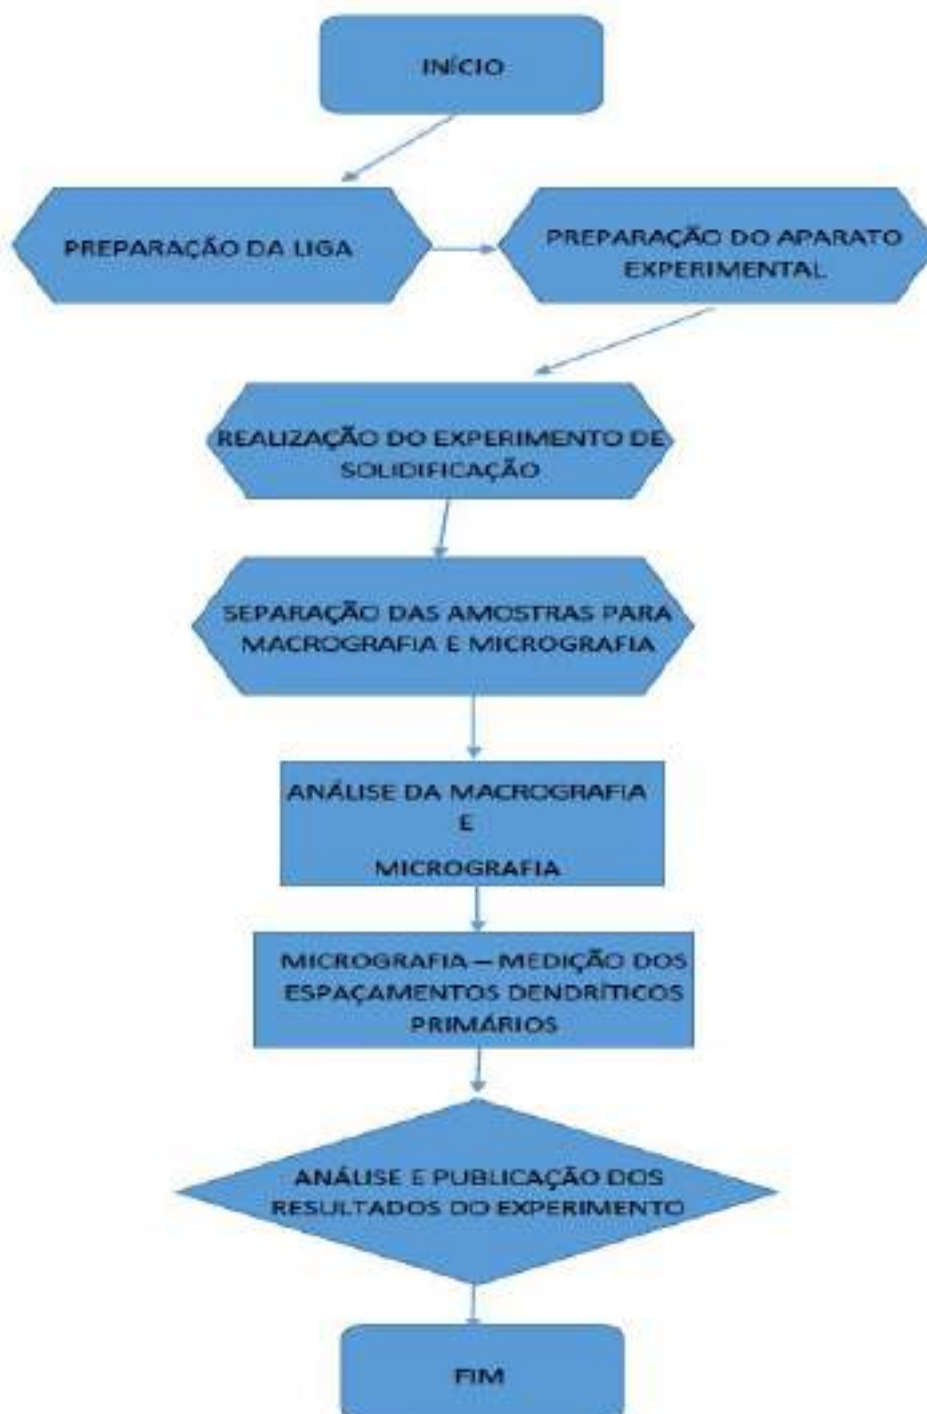 INÍCIO
PREPARAÇÃO DA LIGA
PREPARAÇÃO DO APARATO
EXPERIMENTAL
REALIZAÇÃO DO EXPERIMENTO DE
SOLIDIFICAÇÃO
SEPARAÇÃO DAS AMOSTRAS PARA
MACROGRAFIA E MICROGRAFIA
ANÁLISE DA MACROGRAFIA
E
MICROGRAFIA
MICROGRAFIA – MEDIÇÃO DOS
ESPAÇAMENTOS DENDRÍTICOS
PRIMÁRIOS
ANÁLISE E PUBLICAÇÃO DOS
RESULTADOS DO EXPERIMENTO
FIM